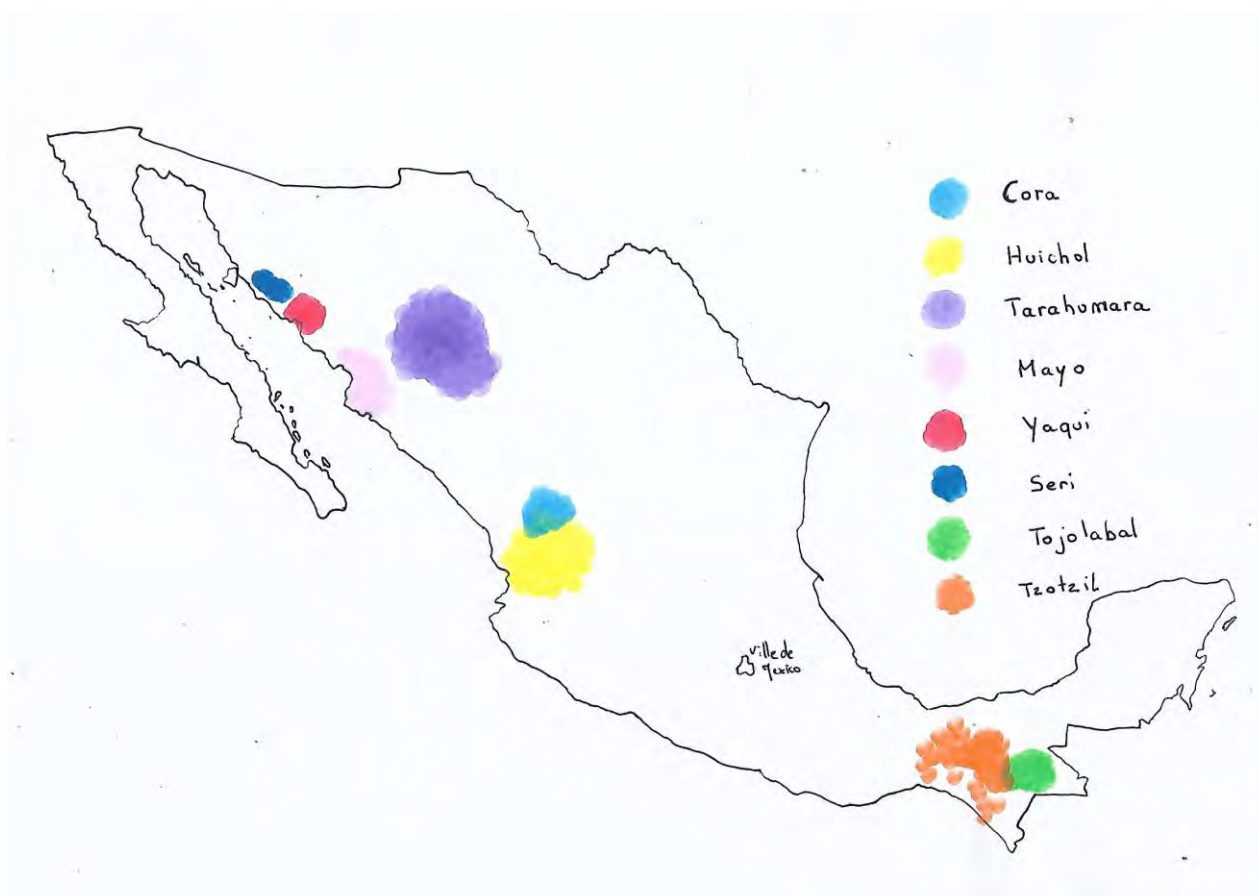 Cora
Huichol
Tarahumara
Mayo
Yaqui
Seri
Tojolabal
Tzotzil
Ville de
Mexico